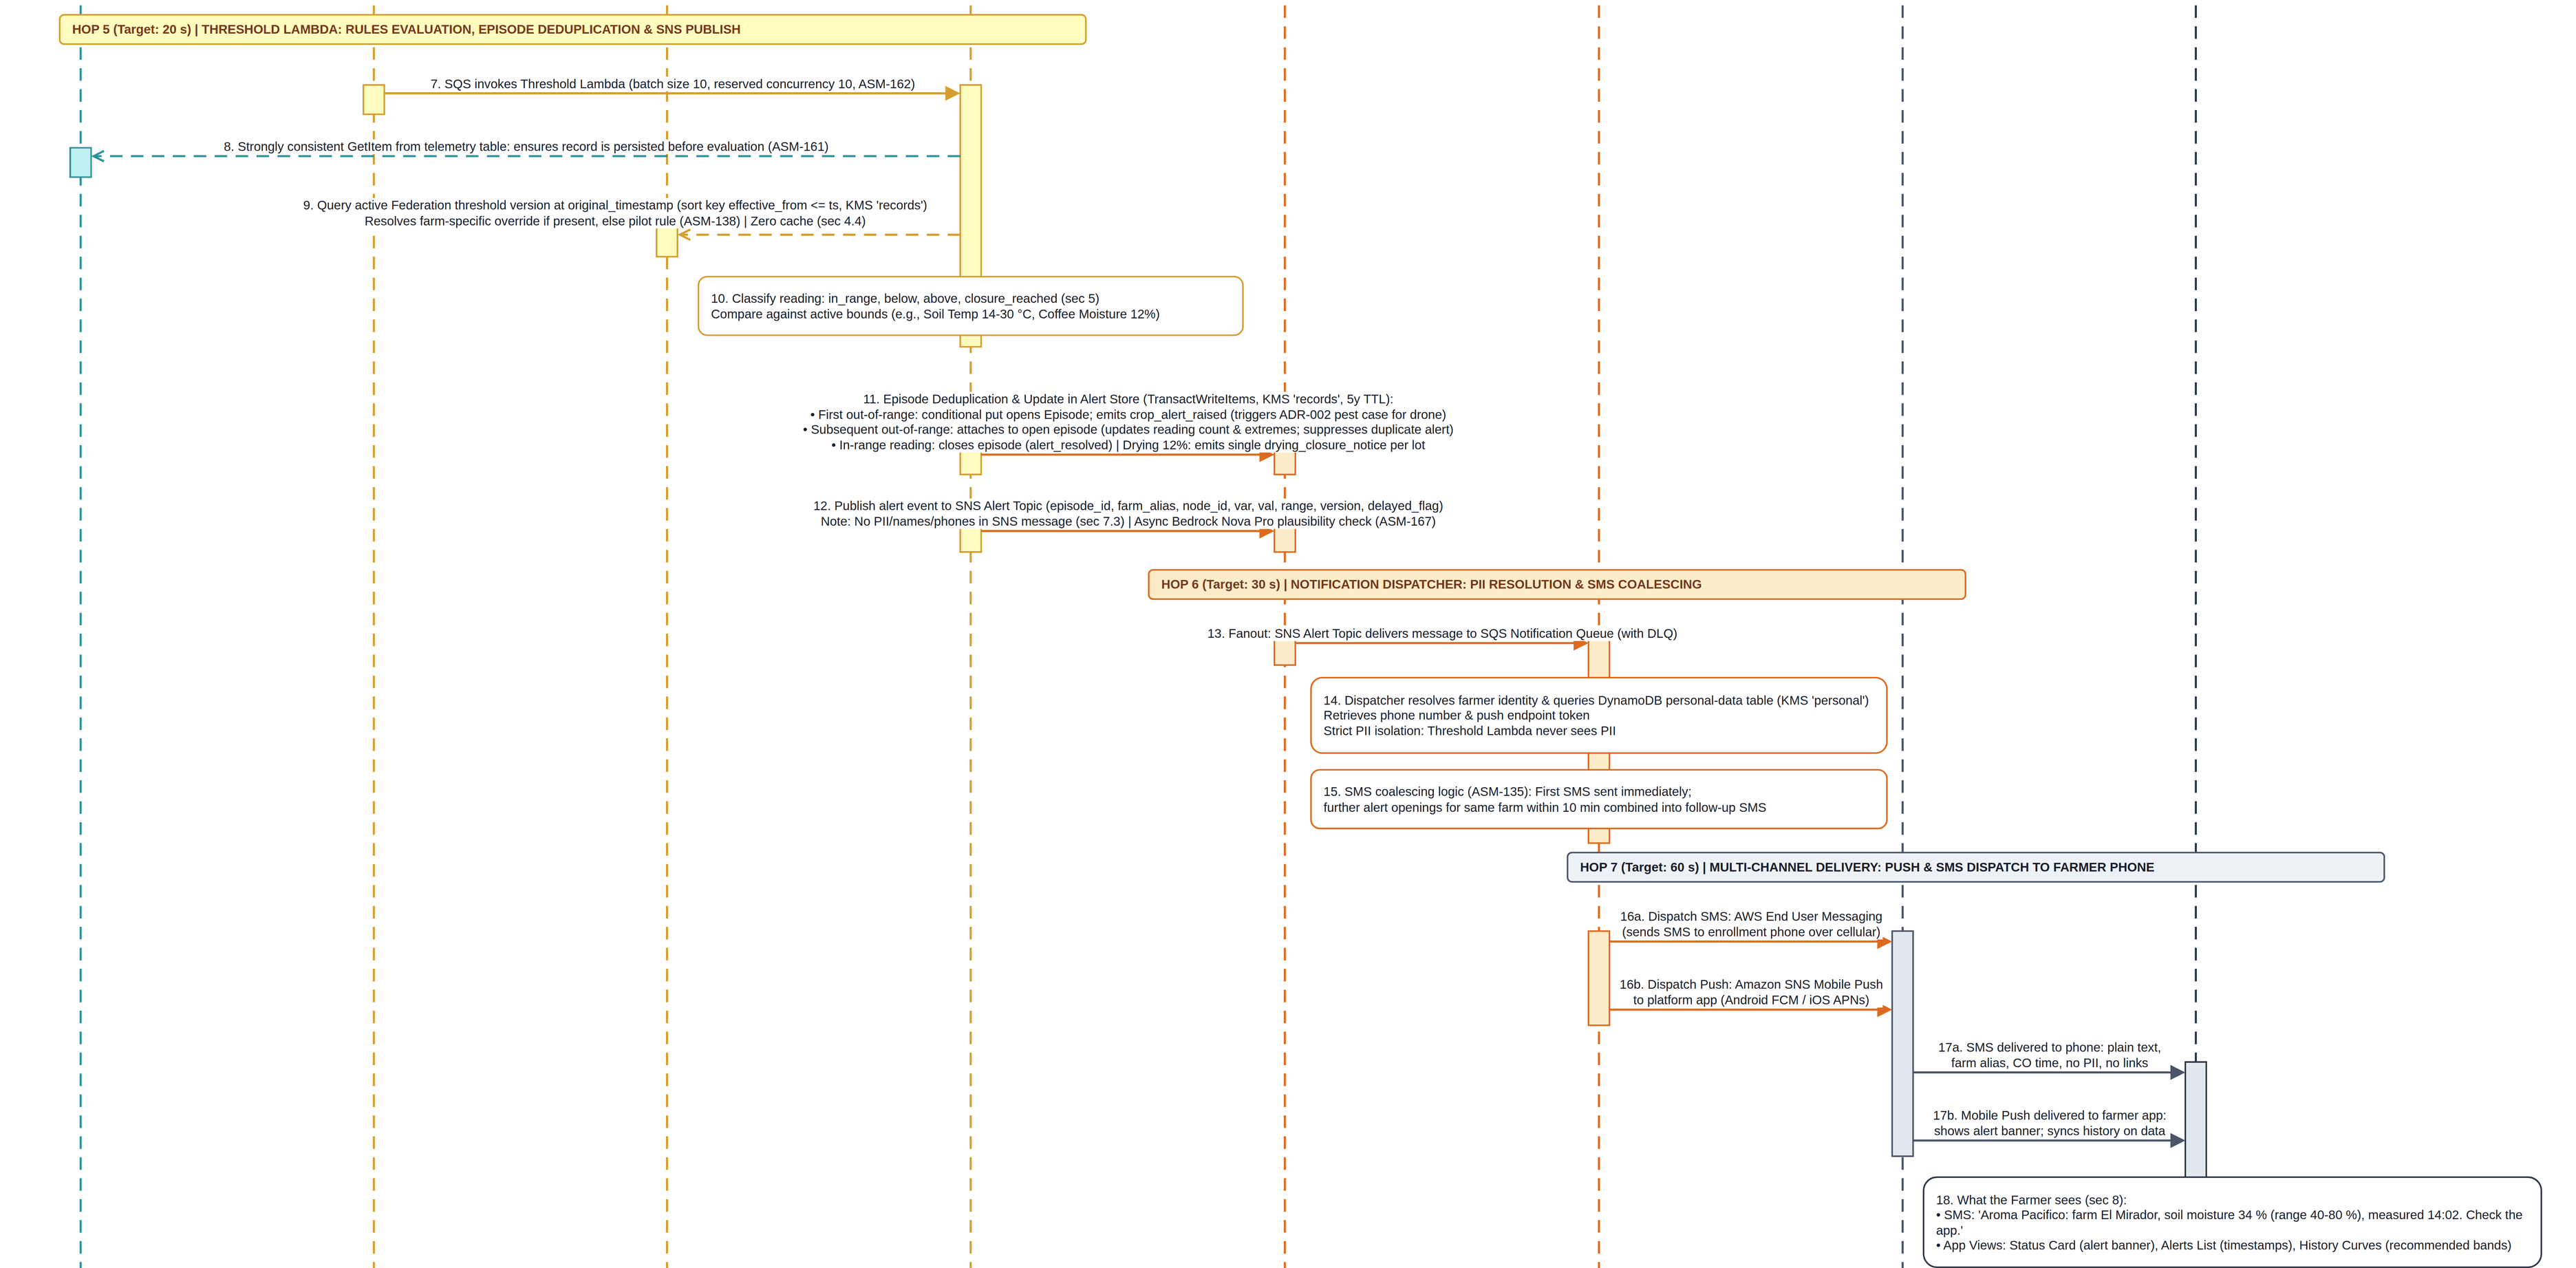 HOP 5 (Target: 20 s) | THRESHOLD LAMBDA: RULES EVALUATION, EPISODE DEDUPLICATION & SNS PUBLISH
7. SQS invokes Threshold Lambda (batch size 10, reserved concurrency 10, ASM-162)
8. Strongly consistent GetItem from telemetry table: ensures record is persisted before evaluation (ASM-161)
9. Query active Federation threshold version at original_timestamp (sort key effective_from <= ts, KMS 'records')
Resolves farm-specific override if present, else pilot rule (ASM-138) | Zero cache (sec 4.4)
10. Classify reading: in_range, below, above, closure_reached (sec 5)
Compare against active bounds (e.g., Soil Temp 14-30 °C, Coffee Moisture 12%)
11. Episode Deduplication & Update in Alert Store (TransactWriteItems, KMS 'records', 5y TTL):
• First out-of-range: conditional put opens Episode; emits crop_alert_raised (triggers ADR-002 pest case for drone)
• Subsequent out-of-range: attaches to open episode (updates reading count & extremes; suppresses duplicate alert)
• In-range reading: closes episode (alert_resolved) | Drying 12%: emits single drying_closure_notice per lot
12. Publish alert event to SNS Alert Topic (episode_id, farm_alias, node_id, var, val, range, version, delayed_flag)
Note: No PII/names/phones in SNS message (sec 7.3) | Async Bedrock Nova Pro plausibility check (ASM-167)
HOP 6 (Target: 30 s) | NOTIFICATION DISPATCHER: PII RESOLUTION & SMS COALESCING
13. Fanout: SNS Alert Topic delivers message to SQS Notification Queue (with DLQ)
14. Dispatcher resolves farmer identity & queries DynamoDB personal-data table (KMS 'personal')
Retrieves phone number & push endpoint token
Strict PII isolation: Threshold Lambda never sees PII
15. SMS coalescing logic (ASM-135): First SMS sent immediately;
further alert openings for same farm within 10 min combined into follow-up SMS
HOP 7 (Target: 60 s) | MULTI-CHANNEL DELIVERY: PUSH & SMS DISPATCH TO FARMER PHONE
16a. Dispatch SMS: AWS End User Messaging
(sends SMS to enrollment phone over cellular)
16b. Dispatch Push: Amazon SNS Mobile Push
to platform app (Android FCM / iOS APNs)
17a. SMS delivered to phone: plain text,
farm alias, CO time, no PII, no links
17b. Mobile Push delivered to farmer app:
shows alert banner; syncs history on data
18. What the Farmer sees (sec 8):
• SMS: 'Aroma Pacifico: farm El Mirador, soil moisture 34 % (range 40-80 %), measured 14:02. Check the
app.'
• App Views: Status Card (alert banner), Alerts List (timestamps), History Curves (recommended bands)